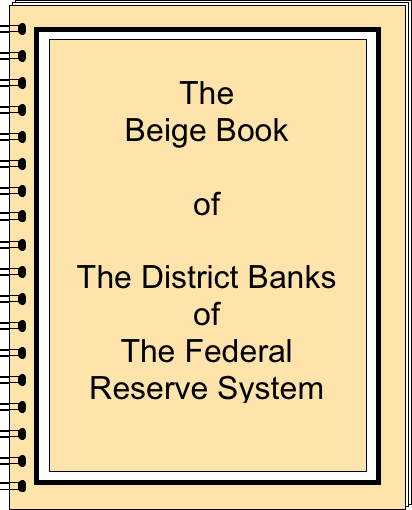 The
Beige Book
of
The District Banks
of
The Federal
Reserve System